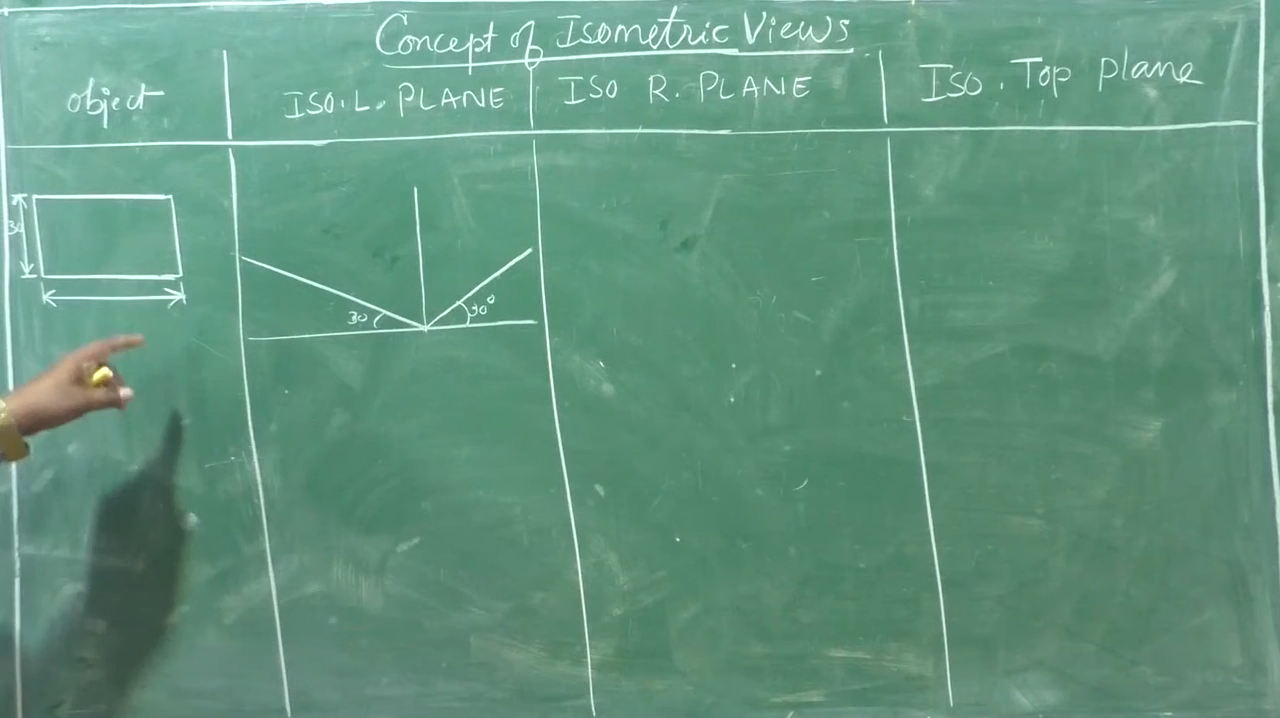 Concept of Isometric Views
object
ISO.L. PLANE
ISO R. PLANE
ISO. Top plane
30
30
30°